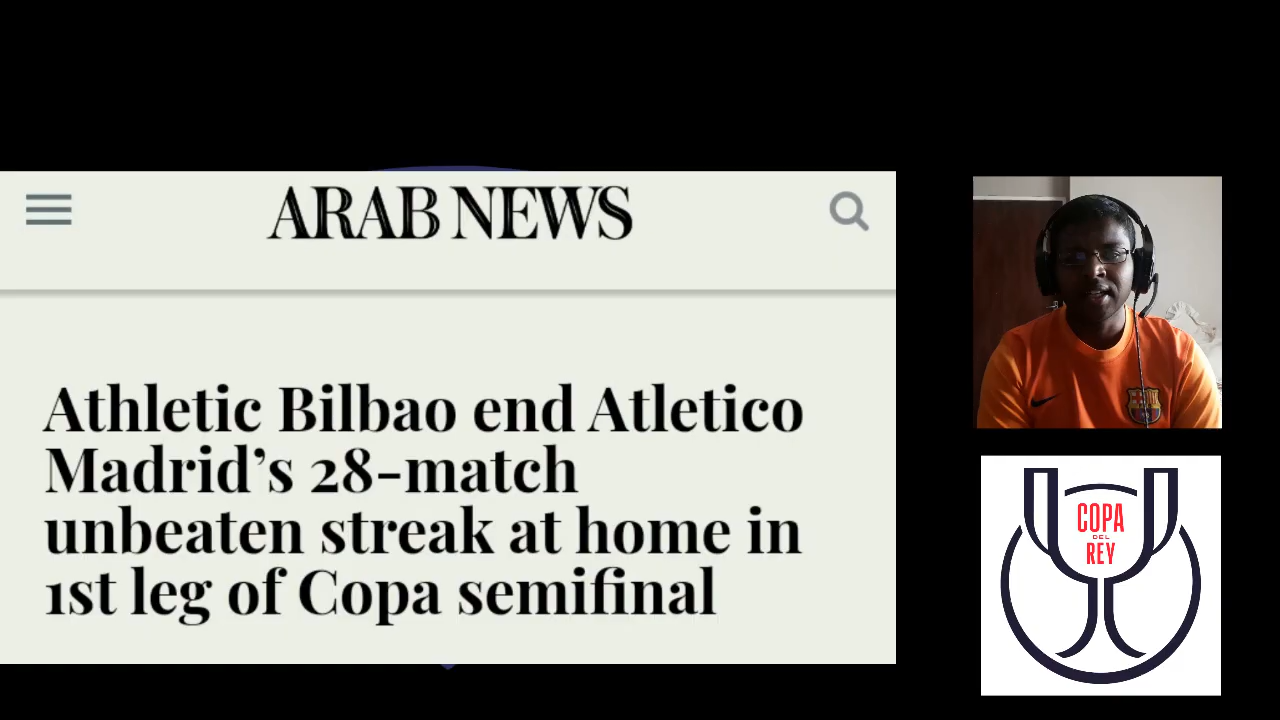 ARAB NEWS
Athletic Bilbao end Atletico
Madrid’s 28-match
unbeaten streak at home in
1st leg of Copa semifinal
COPA
DEL
REY